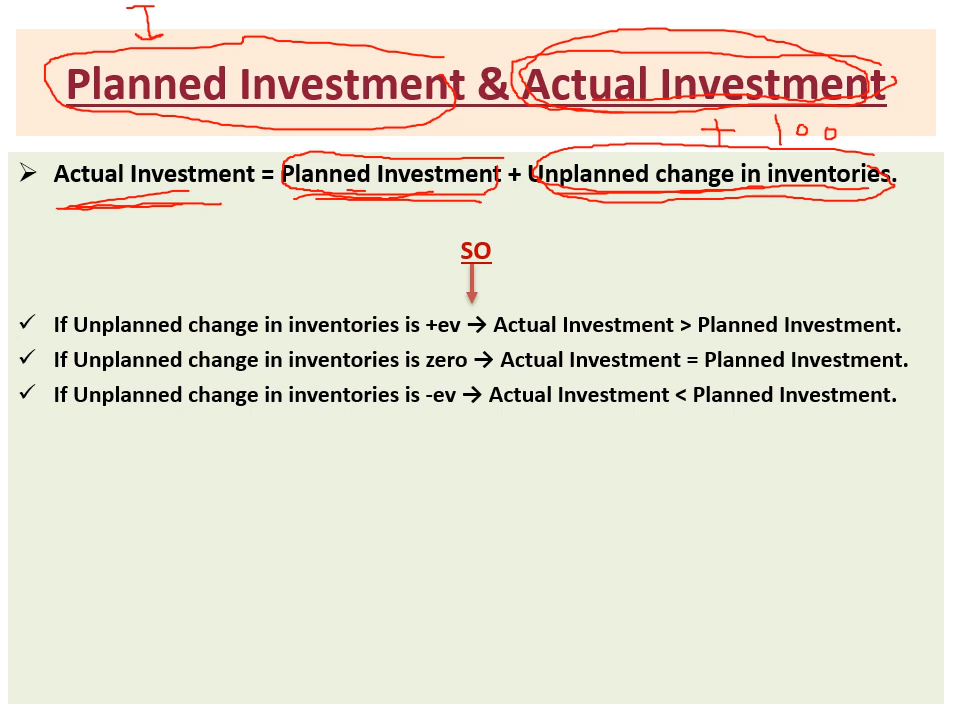 I
Planned Investment & Actual Investment
+ 100
➢ Actual Investment = Planned Investment + Unplanned change in inventories.
SO
✓ If Unplanned change in inventories is +ev → Actual Investment > Planned Investment.
✓ If Unplanned change in inventories is zero → Actual Investment = Planned Investment.
✓ If Unplanned change in inventories is -ev → Actual Investment < Planned Investment.